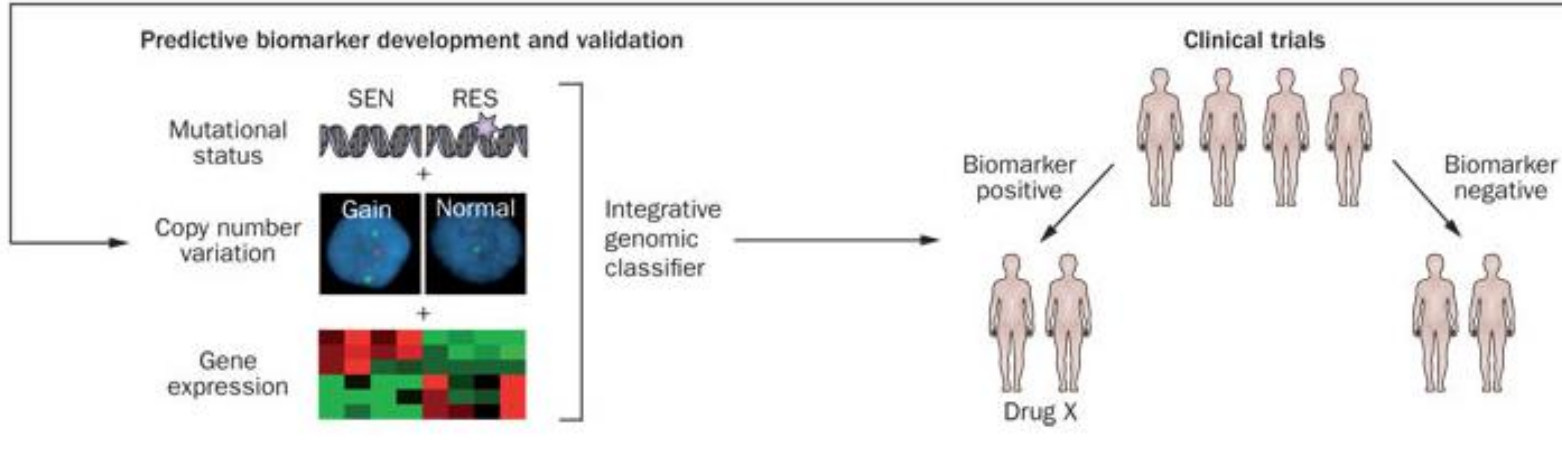 Predictive biomarker development and validation
SEN RES
Mutational
status
+
Gain Normal
Copy number
variation
+
Gene
expression
Integrative
genomic
classifier
Clinical trials
Biomarker
positive
Biomarker
negative
Drug X